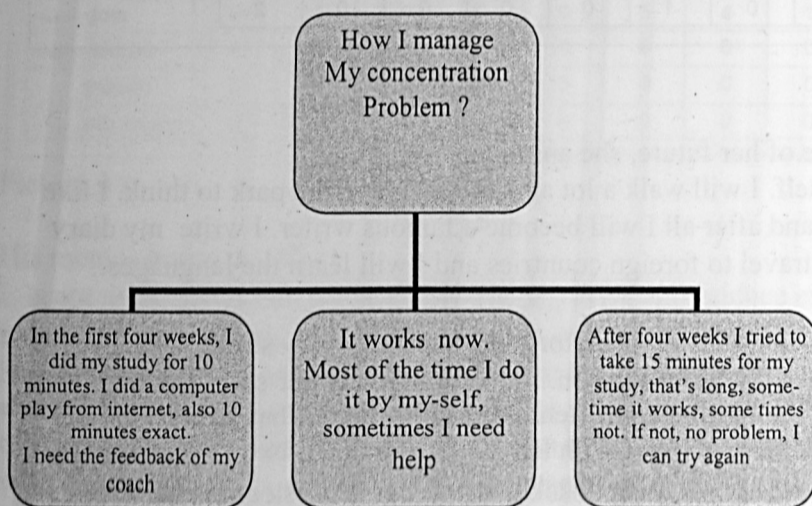 How I manage
My concentration
Problem ?
In the first four weeks, I
did my study for 10
minutes. I did a computer
play from internet, also 10
minutes exact.
I need the feedback of my
coach
It works now.
Most of the time I do
it by my-self,
sometimes I need
help
After four weeks I tried to
take 15 minutes for my
study, that's long, some-
time it works, some times
not. If not, no problem, I
can try again